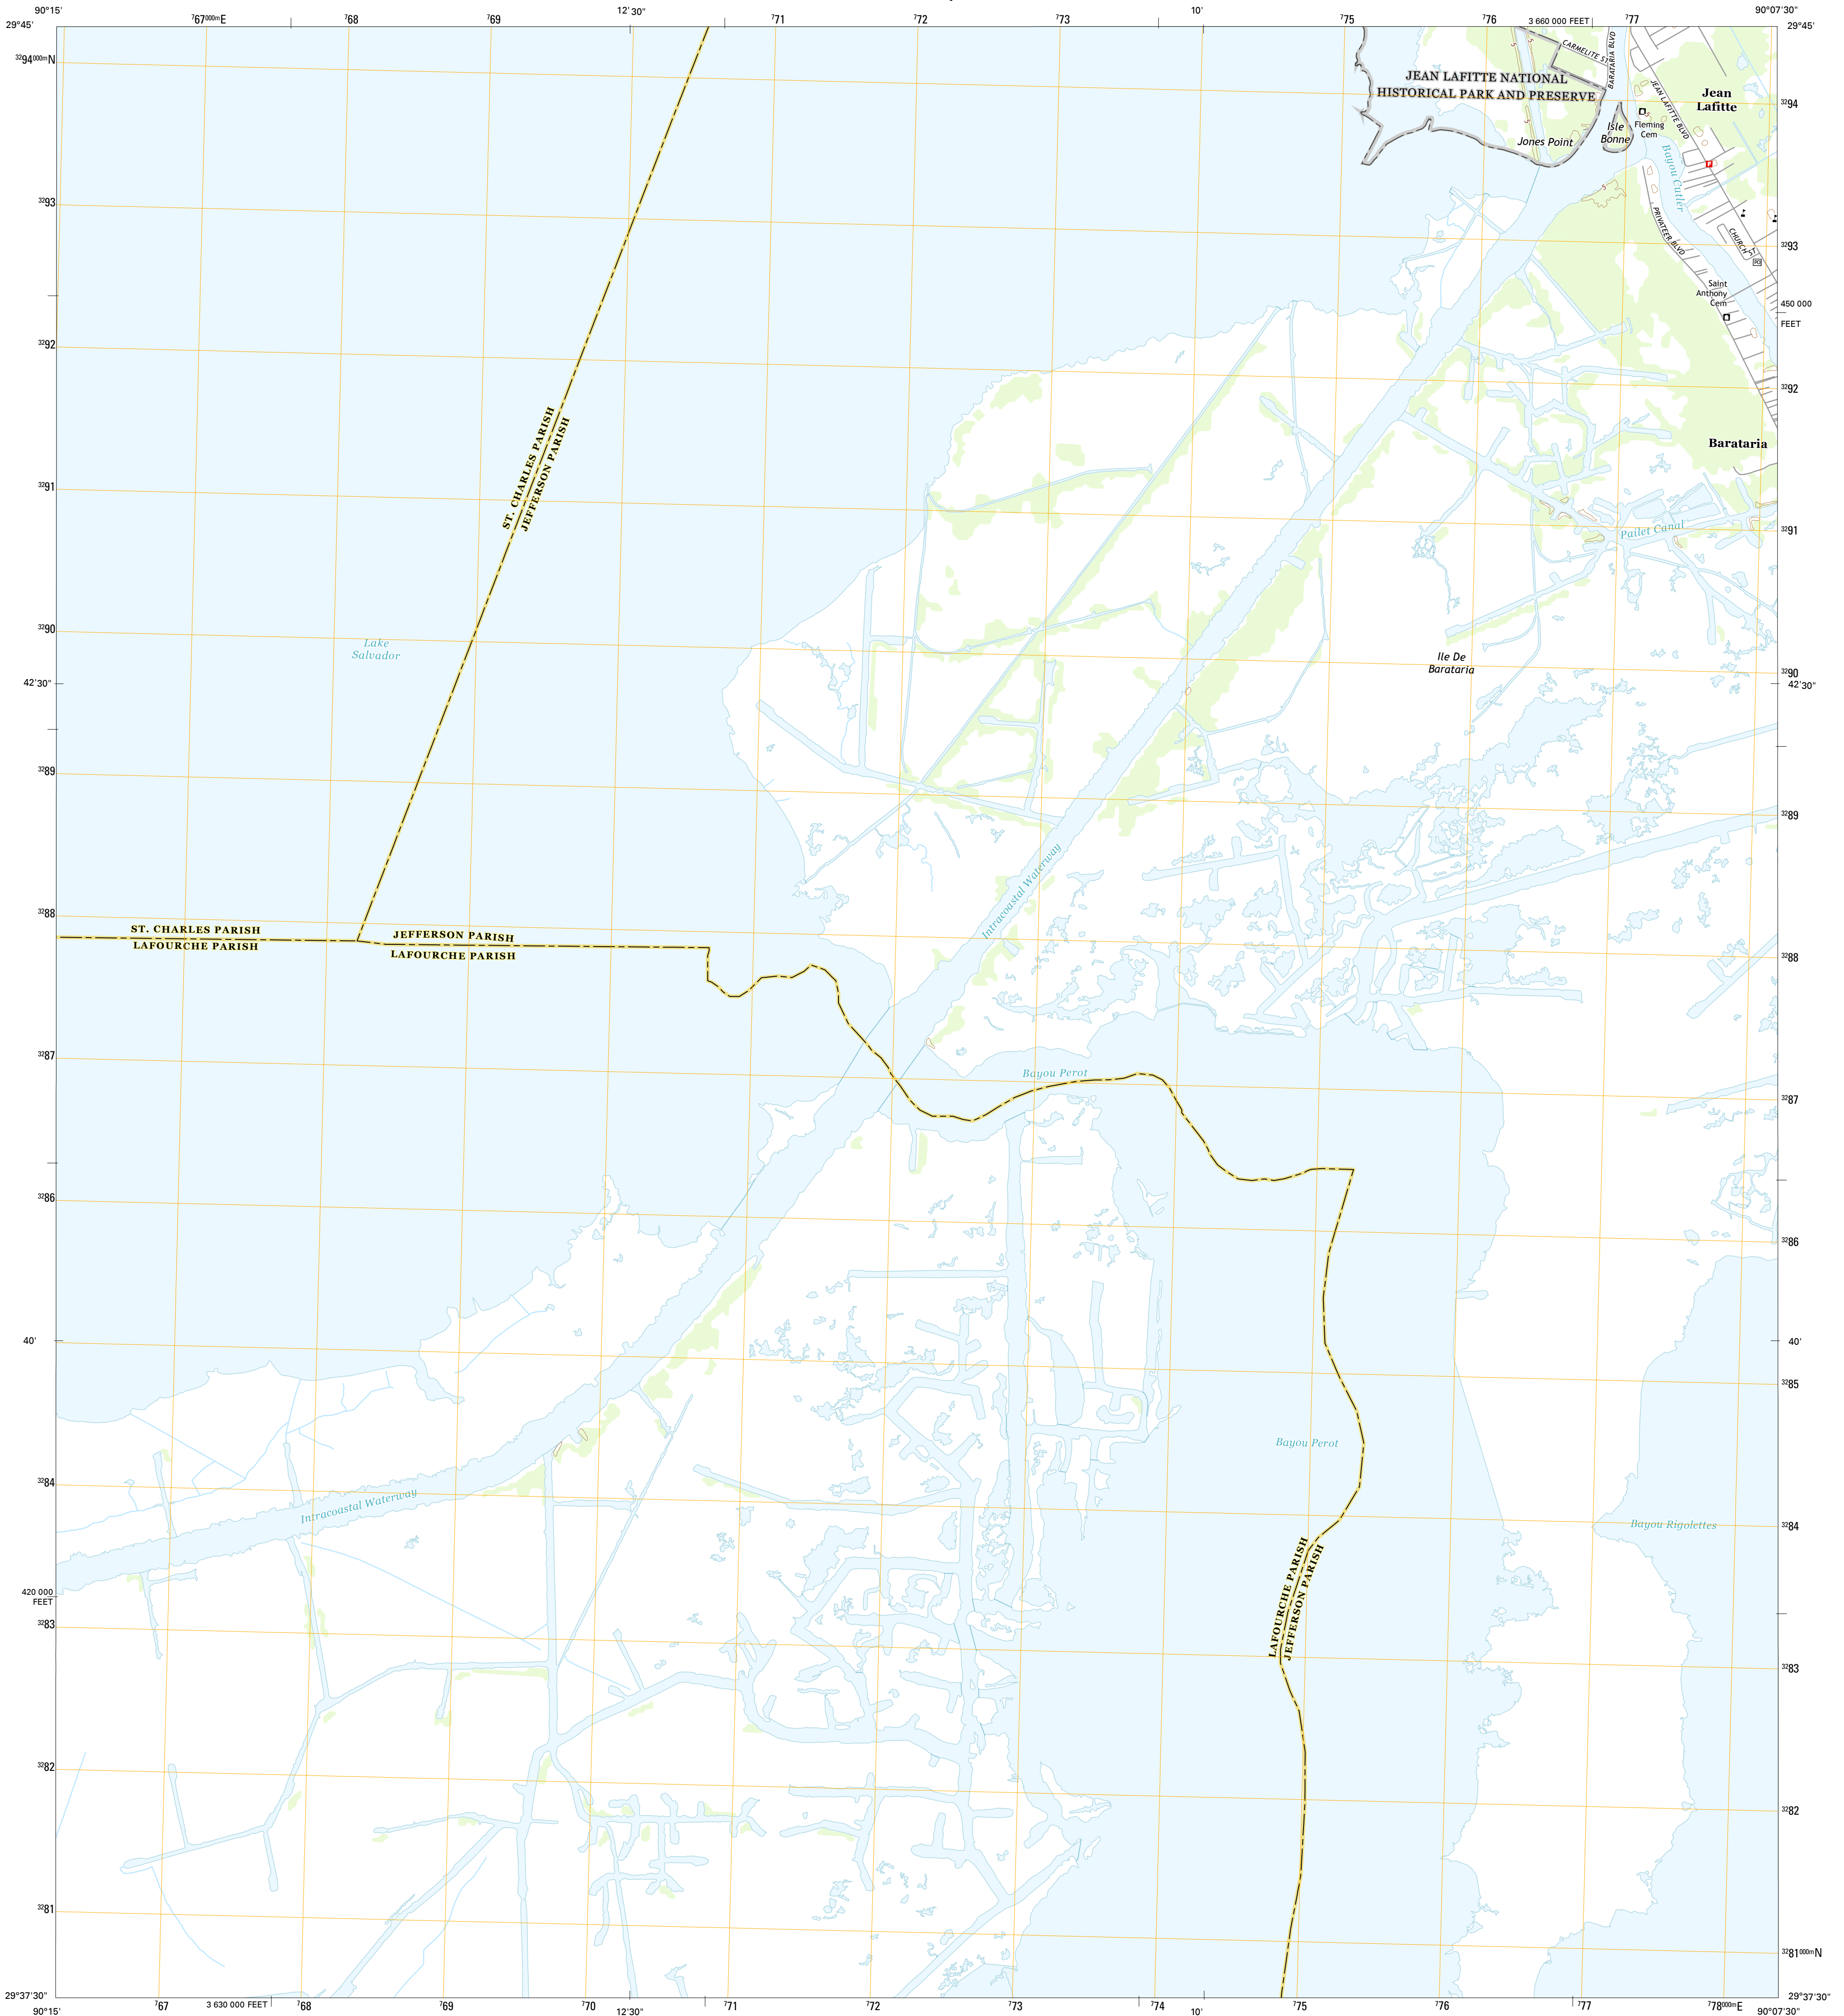 90°15'
⁷67⁰⁰⁰ᵐE
⁷68
⁷69
12'30"
⁷71
⁷72
⁷73
10'
⁷75
⁷76
3 660 000 FEET
⁷77
90°07'30"
29°45'
29°45'
³²94⁰⁰⁰ᵐN
CARMELITE ST
BARATARIA BLVD
JEAN LAFITTE NATIONAL
HISTORICAL PARK AND PRESERVE
JEAN LAFITTE BLVD
Jean
Lafitte
³²94
5
5
5
5
Isle
Bonne
Fleming
Cem
Jones Point
Bayou Cutler
³²93
5
PRIVATEER BLVD
CHURCH
³²93
PO
Saint
Anthony
Cem
450 000
FEET
³²92
³²92
ST. CHARLES PARISH
JEFFERSON PARISH
Barataria
³²91
Pailet Canal
³²91
³²90
Lake
Salvador
Ile De
Barataria
³²90
42'30"
42'30"
³²89
³²89
Intracoastal Waterway
³²88
ST. CHARLES PARISH
LAFOURCHE PARISH
JEFFERSON PARISH
LAFOURCHE PARISH
³²88
³²87
Bayou Perot
³²87
³²86
³²86
40'
40'
³²85
Bayou Perot
³²84
Intracoastal Waterway
Bayou Rigolettes
³²84
LAFOURCHE PARISH
JEFFERSON PARISH
420 000
FEET
³²83
³²83
³²82
³²82
³²81
³²81⁰⁰⁰ᵐN
29°37'30"
29°37'30"
90°15'
⁷67
3 630 000 FEET
⁷68
⁷69
⁷70
12'30"
⁷71
⁷72
⁷73
⁷74
10'
⁷75
⁷76
⁷77
⁷78⁰⁰⁰ᵐE
90°07'30"